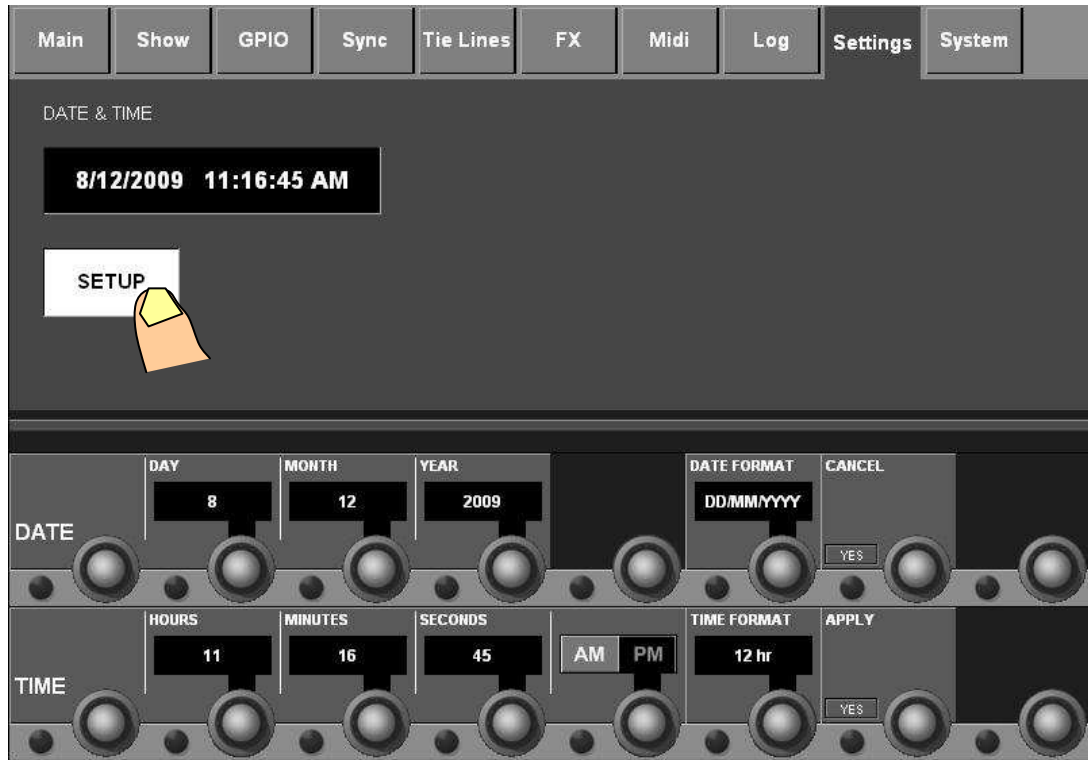 Main Show GPIO Sync Tie Lines FX Midi Log Settings System
DATE & TIME
8/12/2009 11:16:45 AM
SETUP
DAY MONTH YEAR DATE FORMAT CANCEL
8 12 2009 DD/MM/YYYY
DATE
YES
HOURS MINUTES SECONDS TIME FORMAT APPLY
11 16 45 AM PM 12 hr
TIME
YES